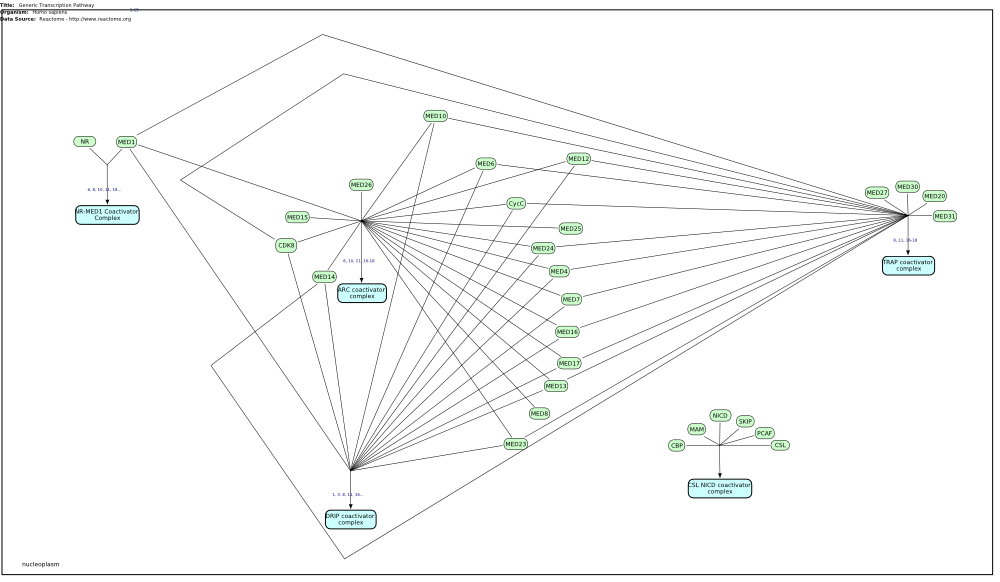 Title: Generic Transcription Pathway
Organism: Homo sapiens
Data Source: Reactome - http://www.reactome.org
MED10
NR
MED1
MED6
MED12
MED26
MED27
MED30
MED20
6, 8, 10, 11, 18...
CycC
NR-MED1 Coactivator
Complex
MED15
MED31
MED25
CDK8
MED24
8, 11, 16-18
6, 10, 11, 16-18
TRAP coactivator
complex
MED14
MED4
ARC coactivator
complex
MED7
MED16
MED17
MED13
MED8
NICD
SKIP
MAM
PCAF
MED23
CBP
CSL
CSL NICD coactivator
complex
1, 3, 8, 11, 16...
DRIP coactivator
complex
nucleoplasm